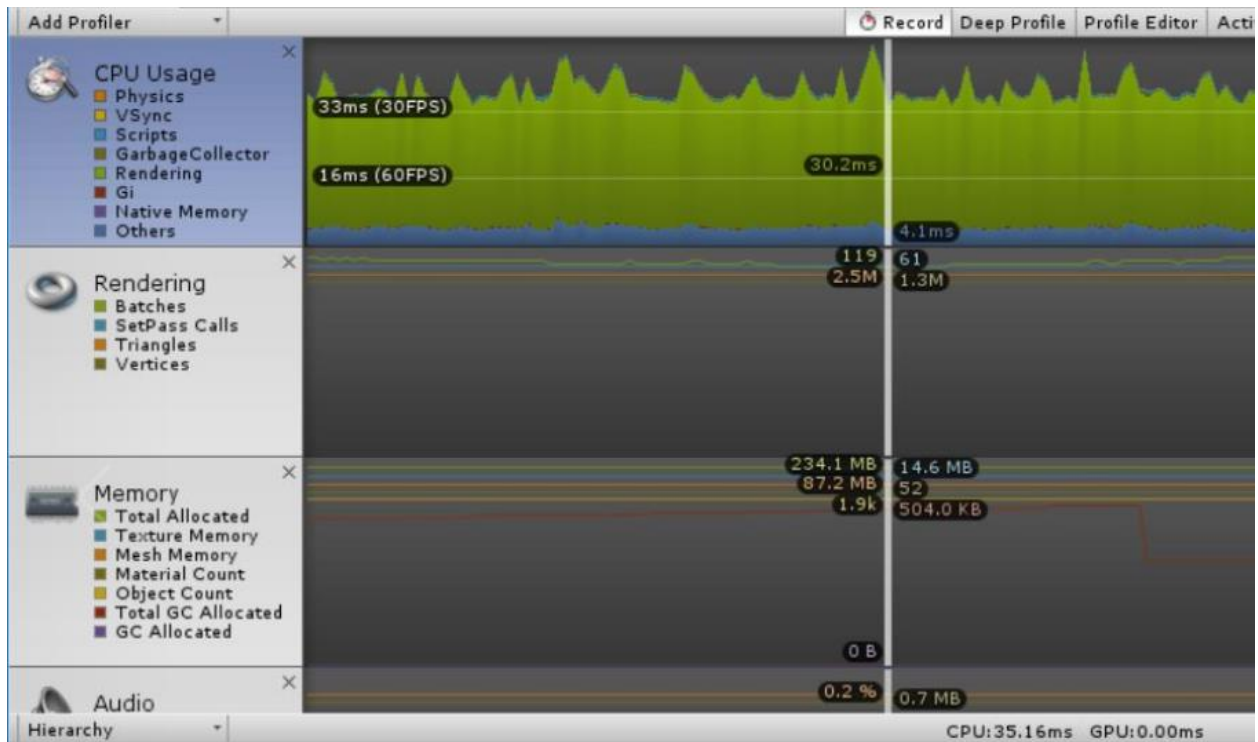 Add Profiler
Record
Deep Profile
Profile Editor
Acti
CPU Usage
Physics
VSync
Scripts
GarbageCollector
Rendering
Gi
Native Memory
Others
33ms (30FPS)
16ms (60FPS)
30.2ms
4.1ms
Rendering
Batches
SetPass Calls
Triangles
Vertices
119
61
2.5M
1.3M
Memory
Total Allocated
Texture Memory
Mesh Memory
Material Count
Object Count
Total GC Allocated
GC Allocated
234.1 MB
14.6 MB
87.2 MB
52
1.9k
504.0 KB
0 B
Audio
0.2 %
0.7 MB
Hierarchy
CPU:35.16ms GPU:0.00ms